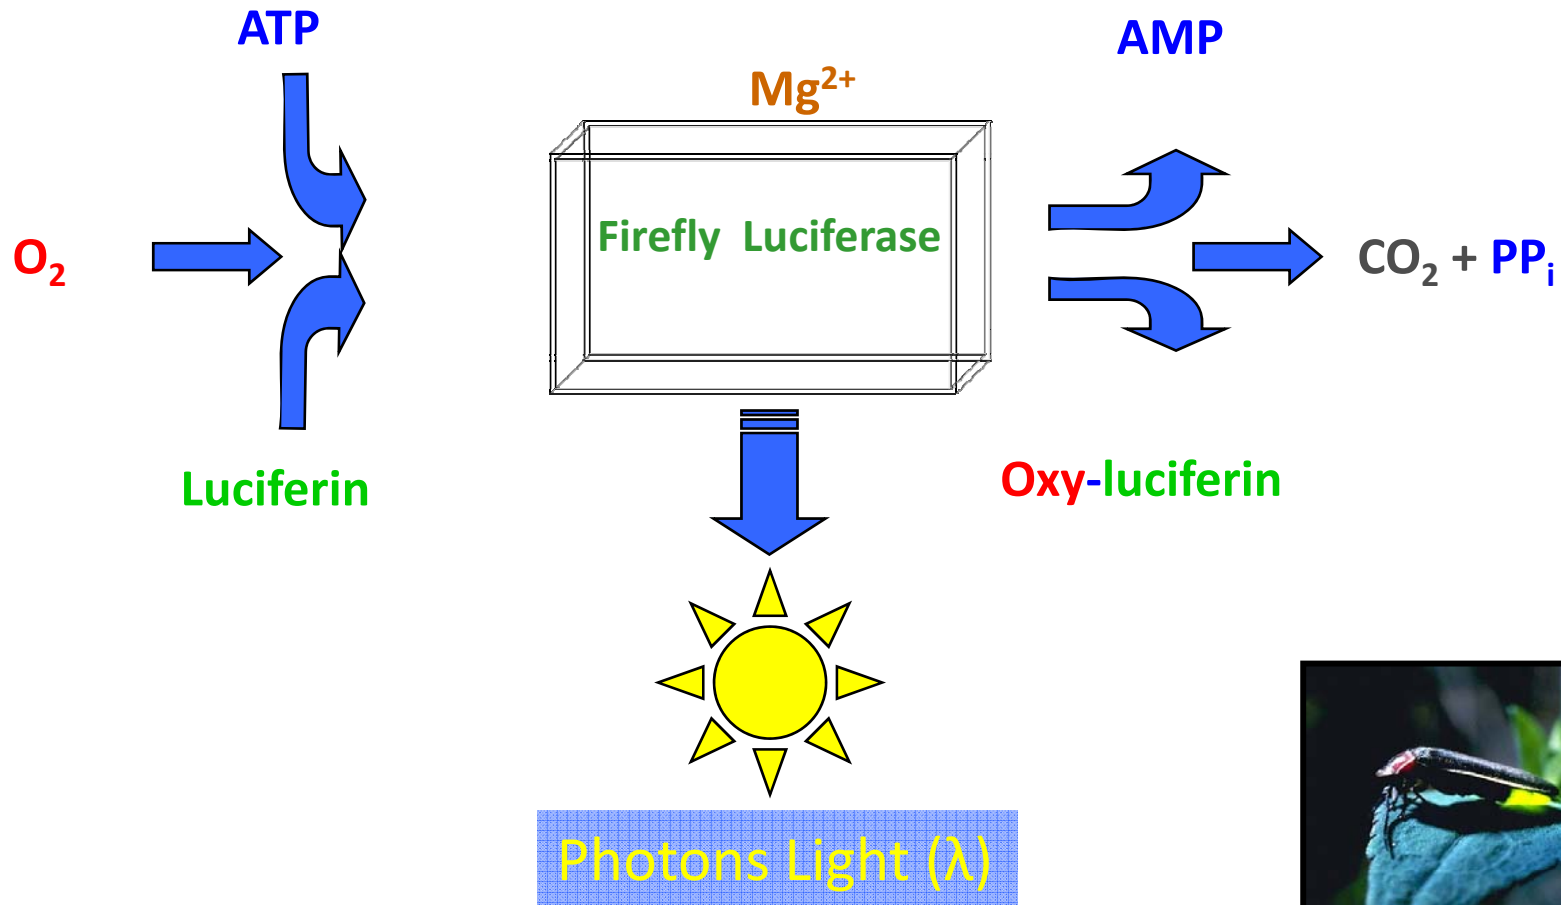 ATP
AMP
Mg²⁺
Firefly Luciferase
O₂
CO₂ + PPᵢ
Luciferin
Oxy-luciferin
Photons Light (λ)